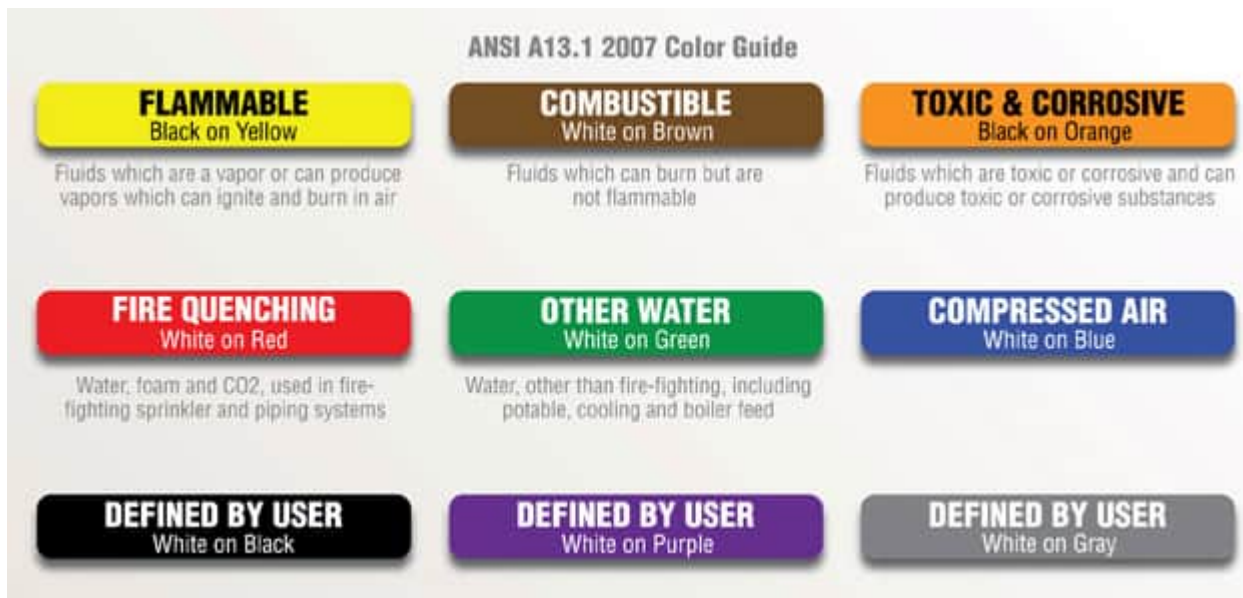 ANSI A13.1 2007 Color Guide
FLAMMABLE
Black on Yellow
Fluids which are a vapor or can produce
vapors which can ignite and burn in air
COMBUSTIBLE
White on Brown
Fluids which can burn but are
not flammable
TOXIC & CORROSIVE
Black on Orange
Fluids which are toxic or corrosive and can
produce toxic or corrosive substances
FIRE QUENCHING
White on Red
Water, foam and CO2, used in fire-
fighting sprinkler and piping systems
OTHER WATER
White on Green
Water, other than fire-fighting, including
potable, cooling and boiler feed
COMPRESSED AIR
White on Blue
DEFINED BY USER
White on Black
DEFINED BY USER
White on Purple
DEFINED BY USER
White on Gray